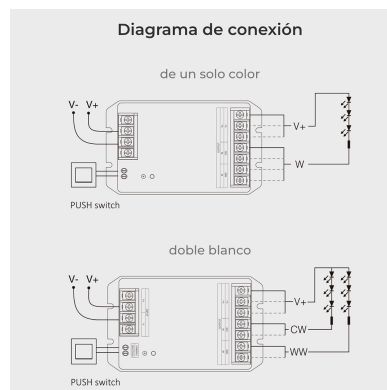 Diagrama de conexión
de un solo color
V- V+
V+
W
PUSH switch
doble blanco
V- V+
V+
CW
WW
PUSH switch